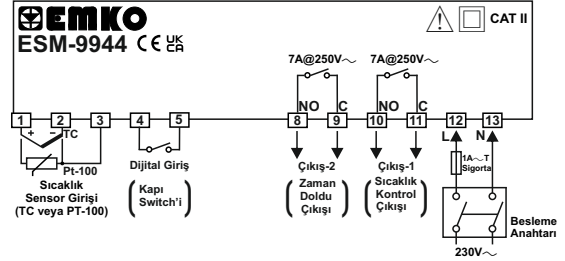 EMKO
CAT II
ESM-9944 CE UK CA
7A@250V～ 7A@250V～
NO C NO C
1 2 3 4 5 8 9 10 11 12 13
+ − TC
L N
Pt-100
1A～T
Sigorta
Sıcaklık
Sensor Girişi
(TC veya PT-100)
Dijital Giriş
(Kapı
Switch'i)
Çıkış-2
(Zaman
Doldu
Çıkışı)
Çıkış-1
(Sıcaklık
Kontrol
Çıkışı)
Besleme
Anahtarı
230V～